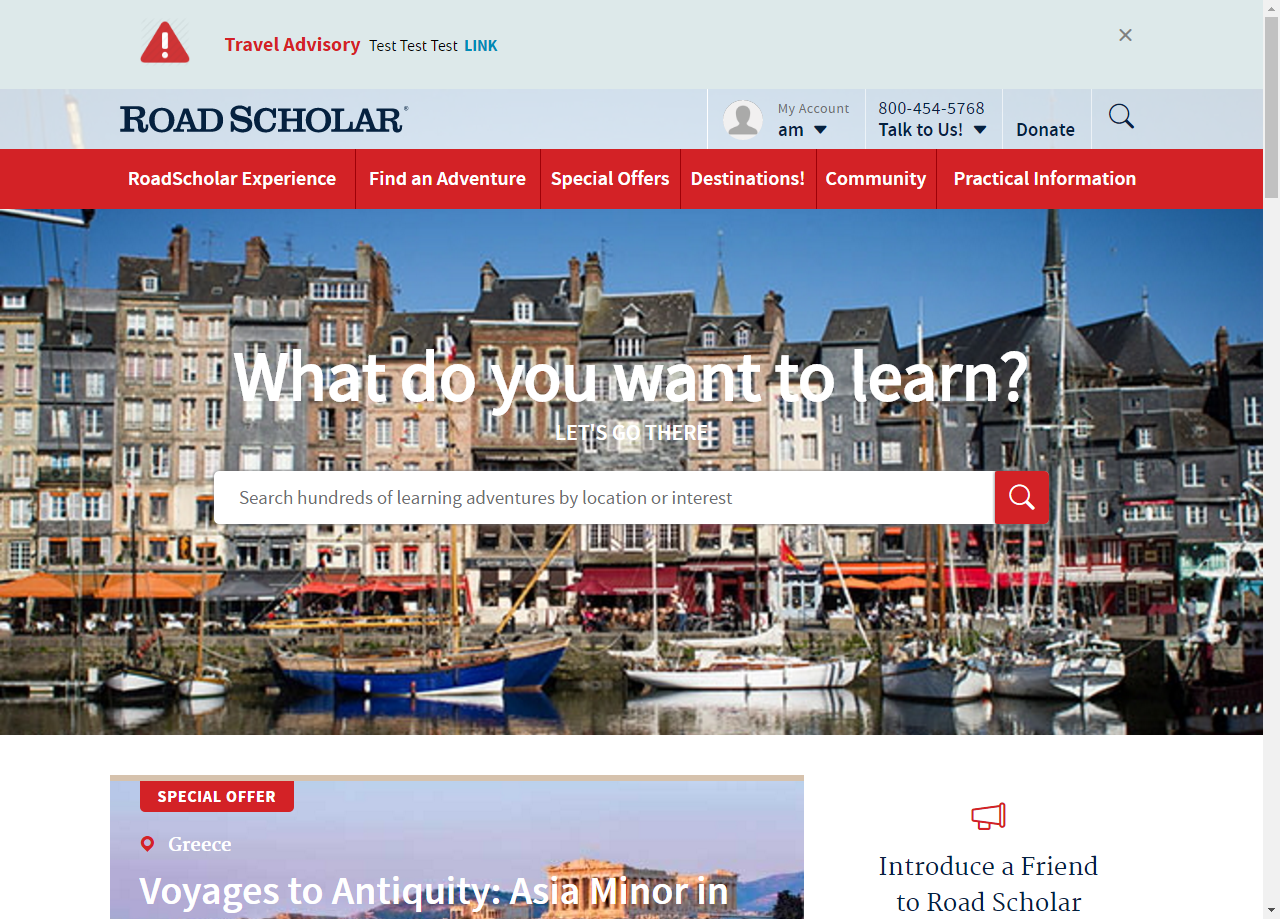 Travel Advisory Test Test Test LINK ×
ROAD SCHOLAR®
My Account
am
800-454-5768
Talk to Us!
Donate
RoadScholar Experience Find an Adventure Special Offers Destinations! Community Practical Information
What do you want to learn?
LET'S GO THERE.
Search hundreds of learning adventures by location or interest
SPECIAL OFFER
Greece
Voyages to Antiquity: Asia Minor in
Introduce a Friend
to Road Scholar